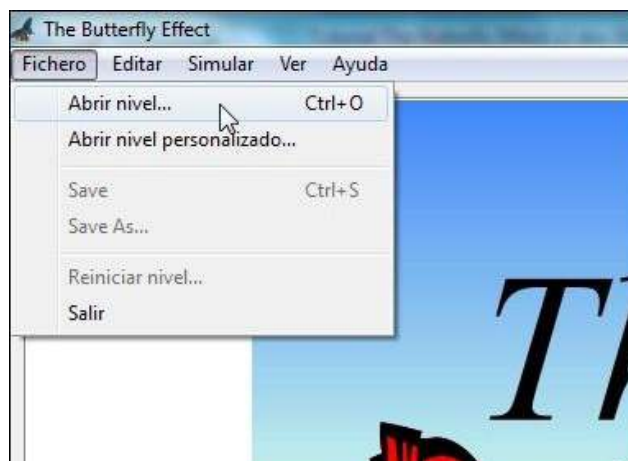 The Butterfly Effect
Fichero Editar Simular Ver Ayuda
Abrir nivel... Ctrl+O
Abrir nivel personalizado...
Save Ctrl+S
Save As...
Reiniciar nivel...
Salir